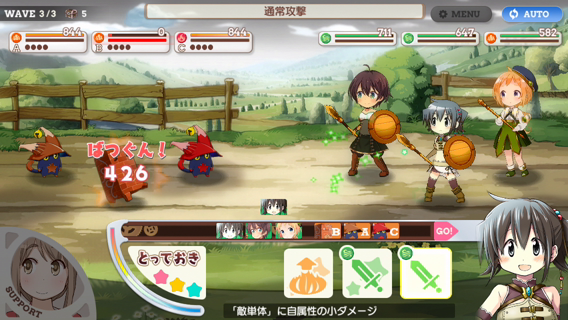 WAVE 3/3 5
通常攻撃
MENU
AUTO
844
0
844
711
647
582
A
B
C
ばつぐん!
426
B A C GO!
とっておき
SUPPORT
「敵単体」に自属性の小ダメージ